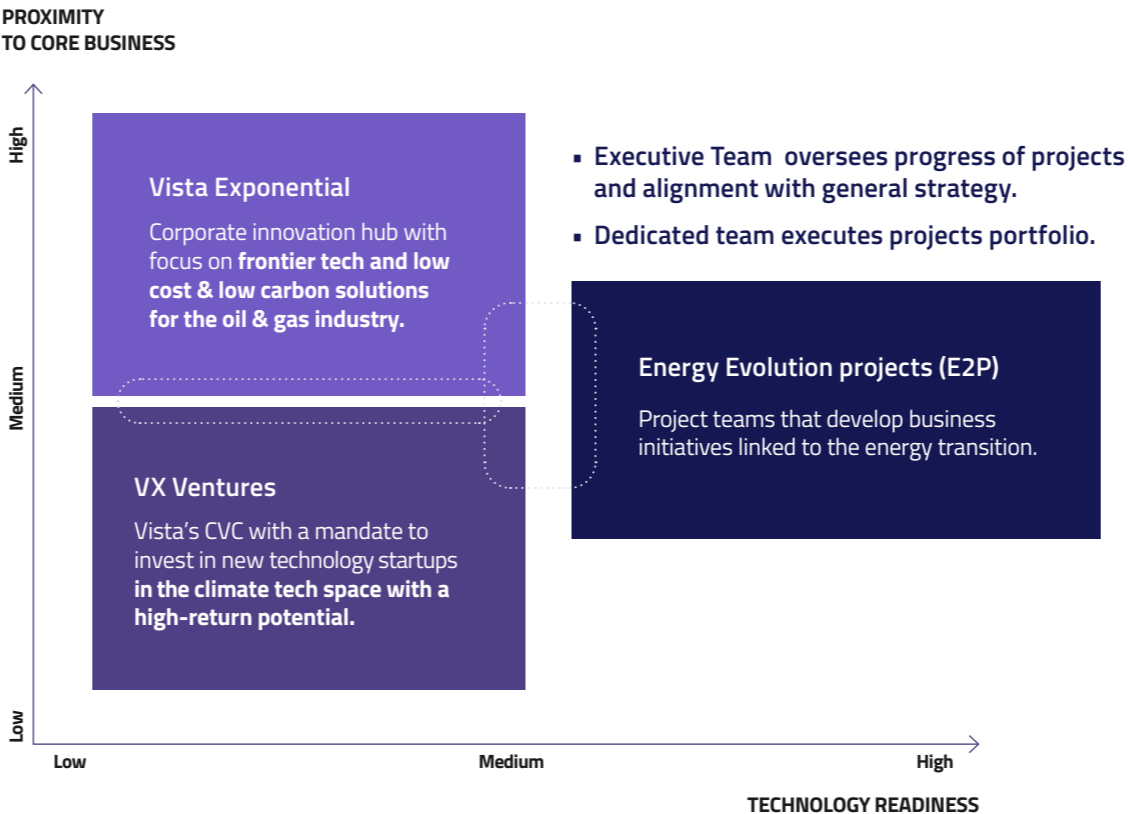 PROXIMITY
TO CORE BUSINESS
High
Medium
Low
Vista Exponential
Corporate innovation hub with
focus on frontier tech and low
cost & low carbon solutions
for the oil & gas industry.
▪ Executive Team oversees progress of projects
and alignment with general strategy.
▪ Dedicated team executes projects portfolio.
Energy Evolution projects (E2P)
Project teams that develop business
initiatives linked to the energy transition.
VX Ventures
Vista’s CVC with a mandate to
invest in new technology startups
in the climate tech space with a
high-return potential.
Low
Medium
High
TECHNOLOGY READINESS